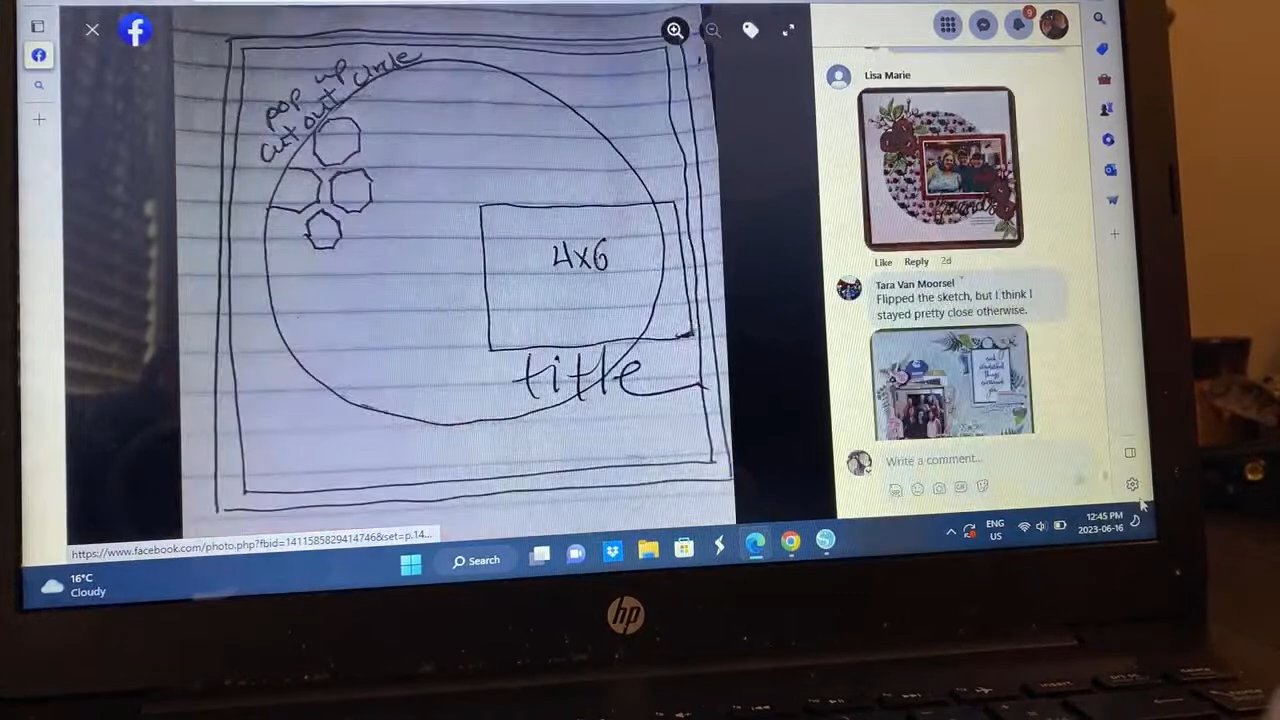 pop up
cut out circle
4x6
title
Lisa Marie
Like Reply 2d
Tara Van Moorsel
Flipped the sketch, but I think I
stayed pretty close otherwise.
Write a comment...
9
https://www.facebook.com/photo.php?fbid=1411585829414746&set=p.14...
16°C
Cloudy
Search
ENG
US
12:45 PM
2023-06-16
hp